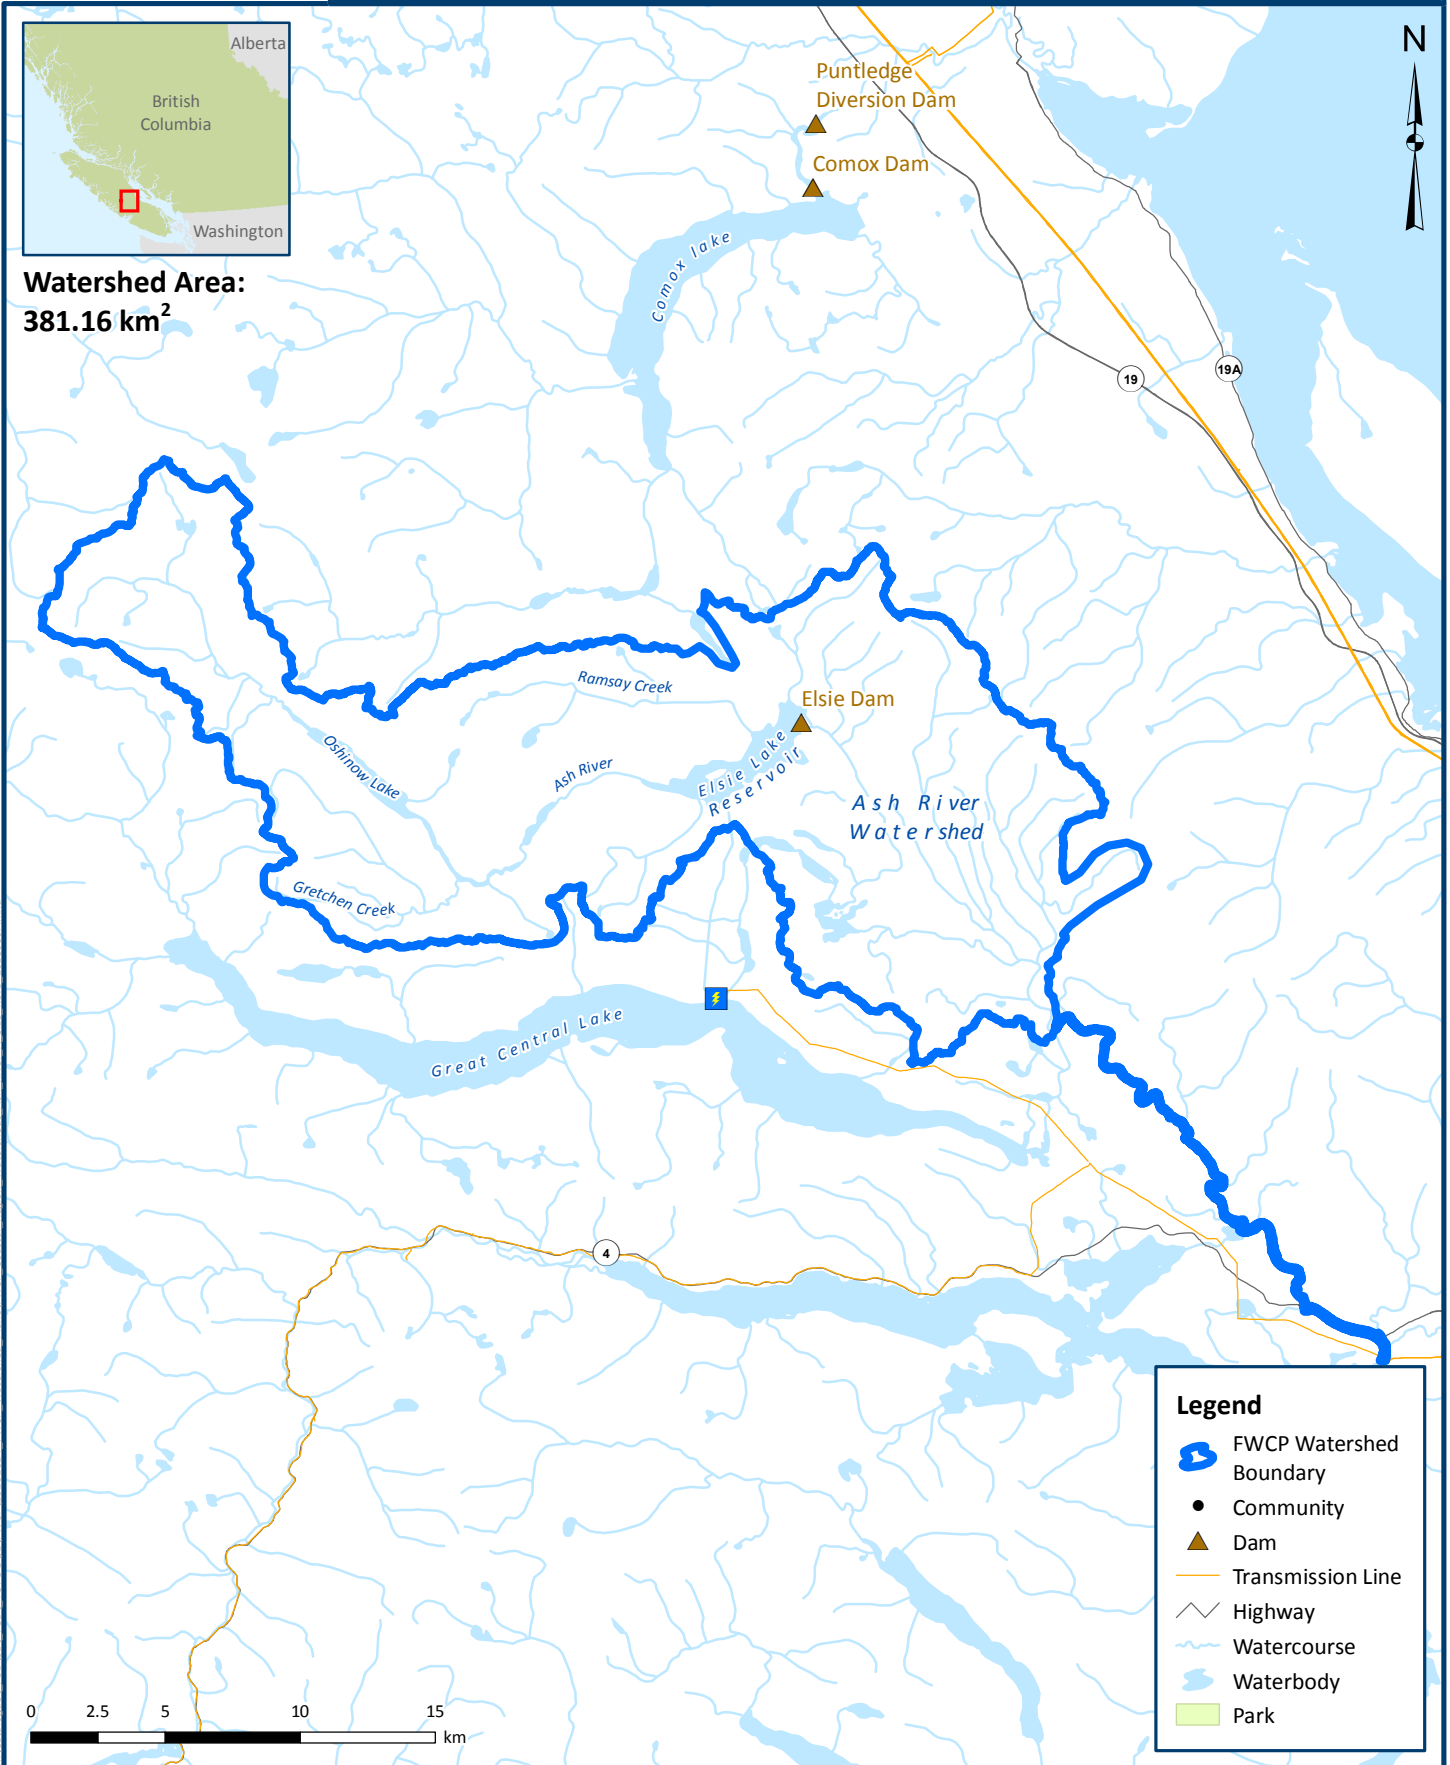 Alberta
British
Columbia
Washington
Watershed Area:
381.16 km²
N
Puntledge
Diversion Dam
Comox Dam
Comox lake
19
19A
Ramsay Creek
Elsie Dam
Oshinow Lake
Ash River
Elsie Lake
Reservoir
Ash River
Watershed
Gretchen Creek
Great Central Lake
4
Legend
FWCP Watershed
Boundary
Community
Dam
Transmission Line
Highway
Watercourse
Waterbody
Park
0 2.5 5 10 15
km